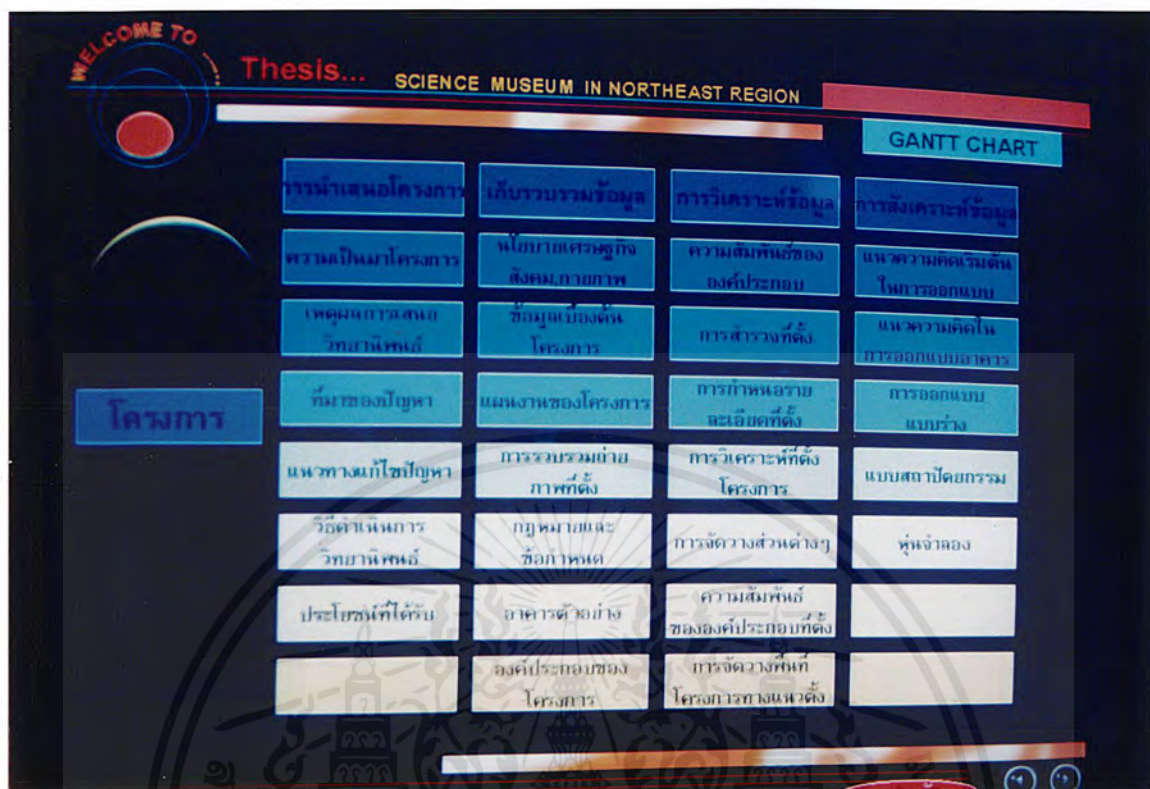 WELCOME TO .....
Thesis...
SCIENCE MUSEUM IN NORTHEAST REGION
GANTT CHART
การนำเสนอโครงการ
เก็บรวบรวมข้อมูล
การวิเคราะห์ข้อมูล
การสังเคราะห์ข้อมูล
ความเป็นมาโครงการ
นโยบายเศรษฐกิจ
สังคม,กายภาพ
ความสัมพันธ์ของ
องค์ประกอบ
แนวความคิดเริ่มต้น
ในการออกแบบ
เหตุผลการเสนอ
วิทยานิพนธ์
ข้อมูลเบื้องต้น
โครงการ
การสำรวจที่ตั้ง
แนวความคิดใน
การออกแบบอาคาร
โครงการ
ที่มาของปัญหา
แผนงานของโครงการ
การกำหนดราย
ละเอียดที่ตั้ง
การออกแบบ
แบบร่าง
แนวทางแก้ไขปัญหา
การรวบรวมถ่าย
ภาพที่ตั้ง
การวิเคราะห์ที่ตั้ง
โครงการ
แบบสถาปัตยกรรม
วิธีดำเนินการ
วิทยานิพนธ์
กฎหมายและ
ข้อกำหนด
การจัดวางส่วนต่างๆ
หุ่นจำลอง
ประโยชน์ที่ได้รับ
อาคารตัวอย่าง
ความสัมพันธ์
ขององค์ประกอบที่ตั้ง
องค์ประกอบของ
โครงการ
การจัดวางพื้นที่
โครงการทางแนวตั้ง